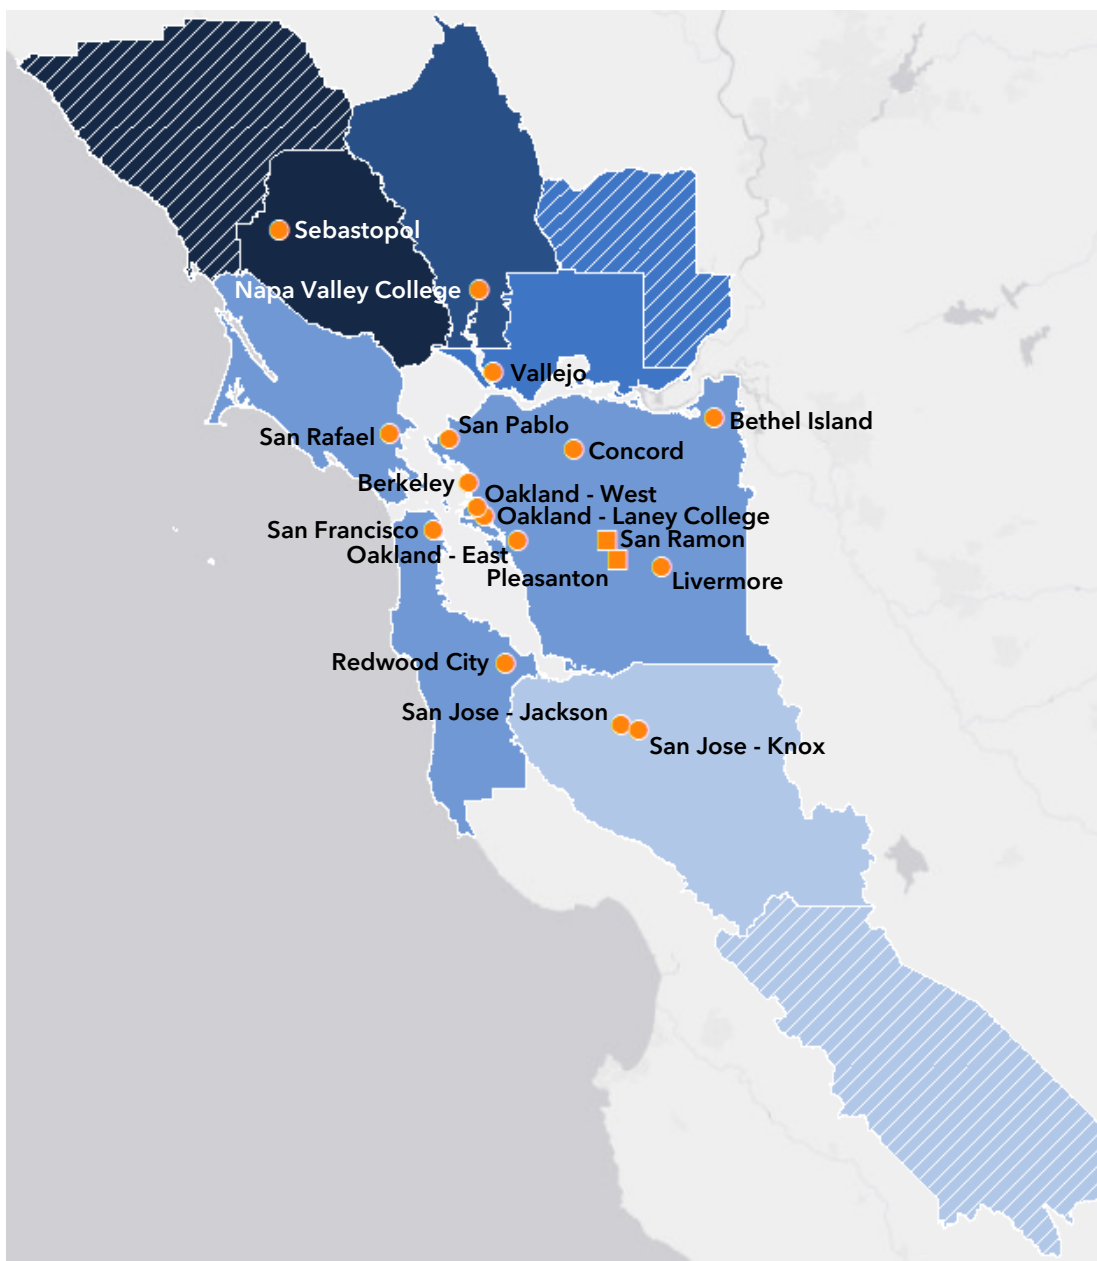 Sebastopol
Napa Valley College
Vallejo
Bethel Island
San Pablo
San Rafael
Concord
Berkeley
Oakland - West
Oakland - Laney College
San Francisco
San Ramon
Oakland - East
Pleasanton
Livermore
Redwood City
San Jose - Jackson
San Jose - Knox